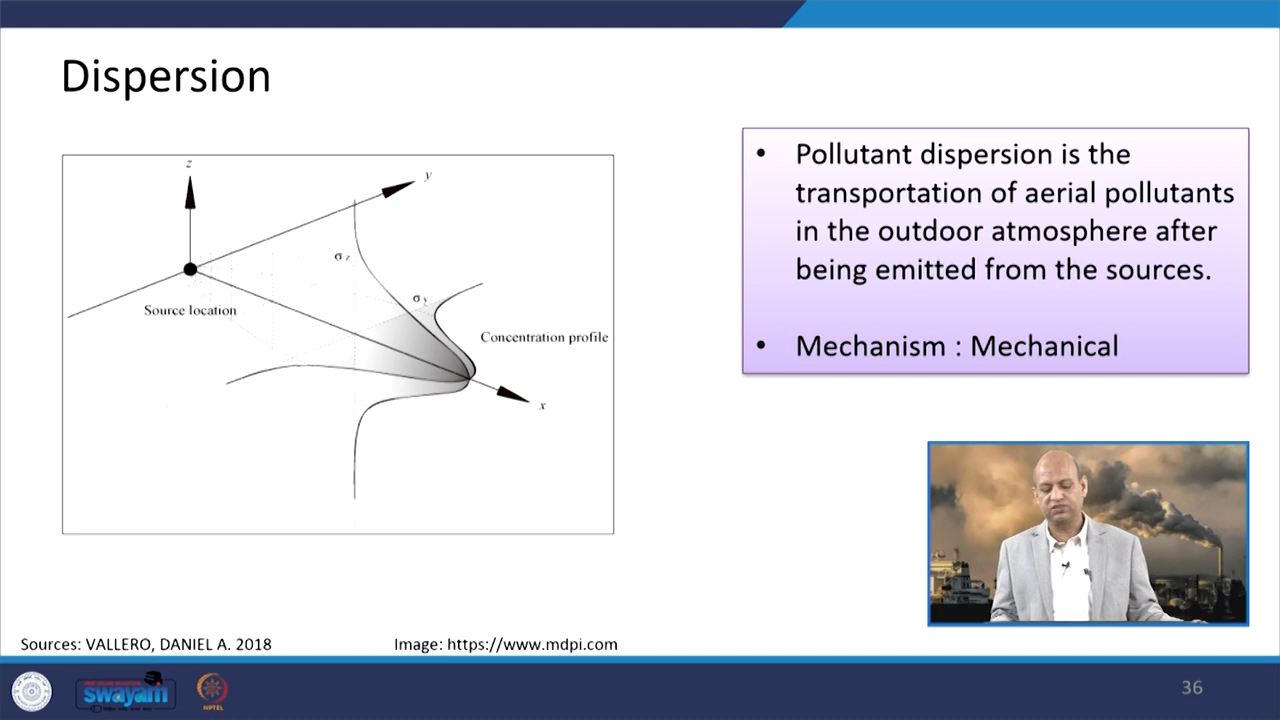 Dispersion
z
y
σ z
Source location
σ y
Concentration profile
x
• Pollutant dispersion is the
transportation of aerial pollutants
in the outdoor atmosphere after
being emitted from the sources.
• Mechanism : Mechanical
Sources: VALLERO, DANIEL A. 2018
Image: https://www.mdpi.com
swayam
NPTEL
36